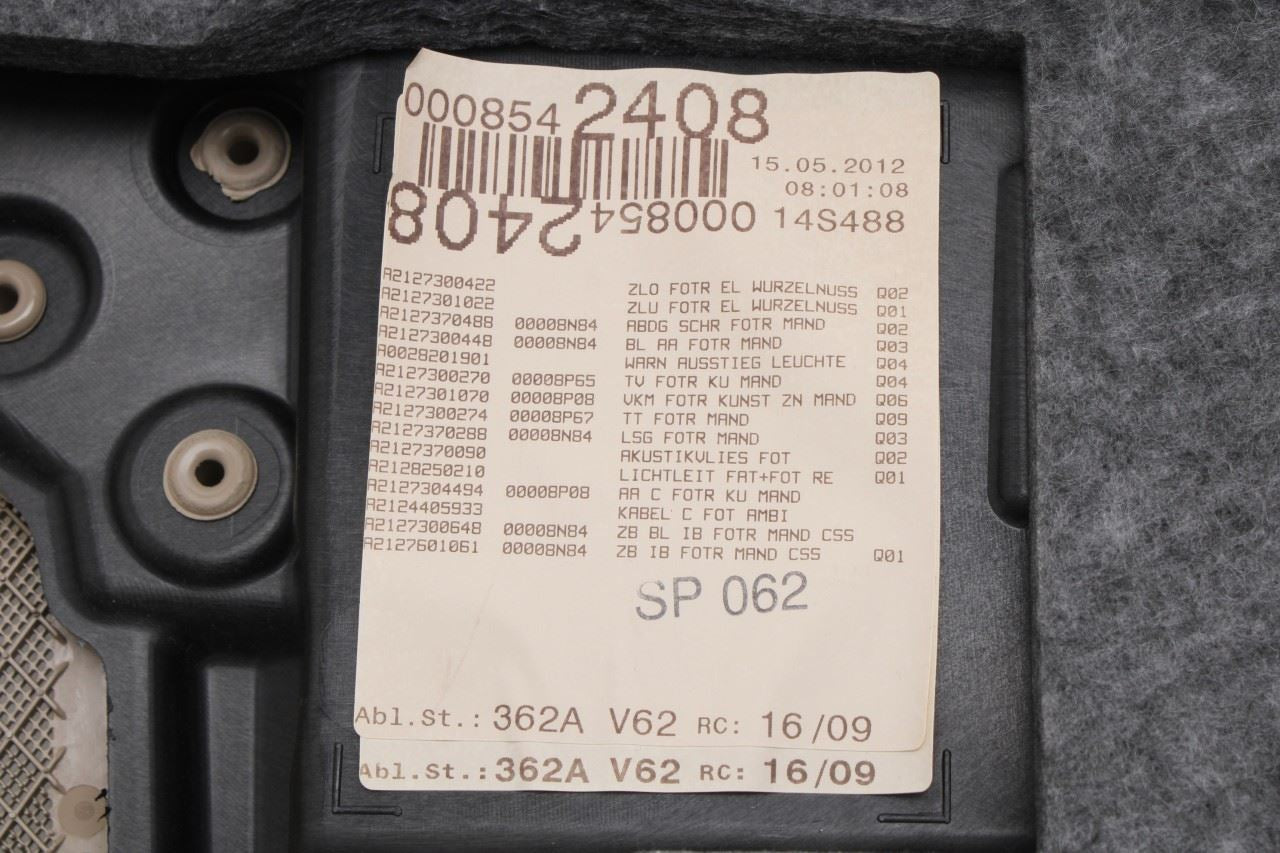 0008542408
15.05.2012
08:01:08
0008542408 14S488
A2127300422 ZLO FOTR EL WURZELNUSS Q02
A2127301022 ZLU FOTR EL WURZELNUSS Q01
A2127370488 00008N84 ABDG SCHR FOTR MAND Q02
A2127300448 00008N84 BL AA FOTR MAND Q03
A0028201901 WARN AUSSTIEG LEUCHTE Q04
A2127300270 00008P65 TV FOTR KU MAND Q04
A2127301070 00008P08 VKM FOTR KUNST ZN MAND Q06
A2127300274 00008P67 TT FOTR MAND Q09
A2127370288 00008N84 LSG FOTR MAND Q03
A2127370090 AKUSTIKVLIES FOT Q02
A2128250210 LICHTLEIT FAT+FOT RE Q01
A2127304494 00008P08 AA C FOTR KU MAND
A2124405933 KABEL C FOT AMBI
A2127300648 00008N84 ZB BL IB FOTR MAND CSS
A2127601061 00008N84 ZB IB FOTR MAND CSS Q01
SP 062
Abl.St.: 362A V62 RC: 16/09
Abl.St.: 362A V62 RC: 16/09